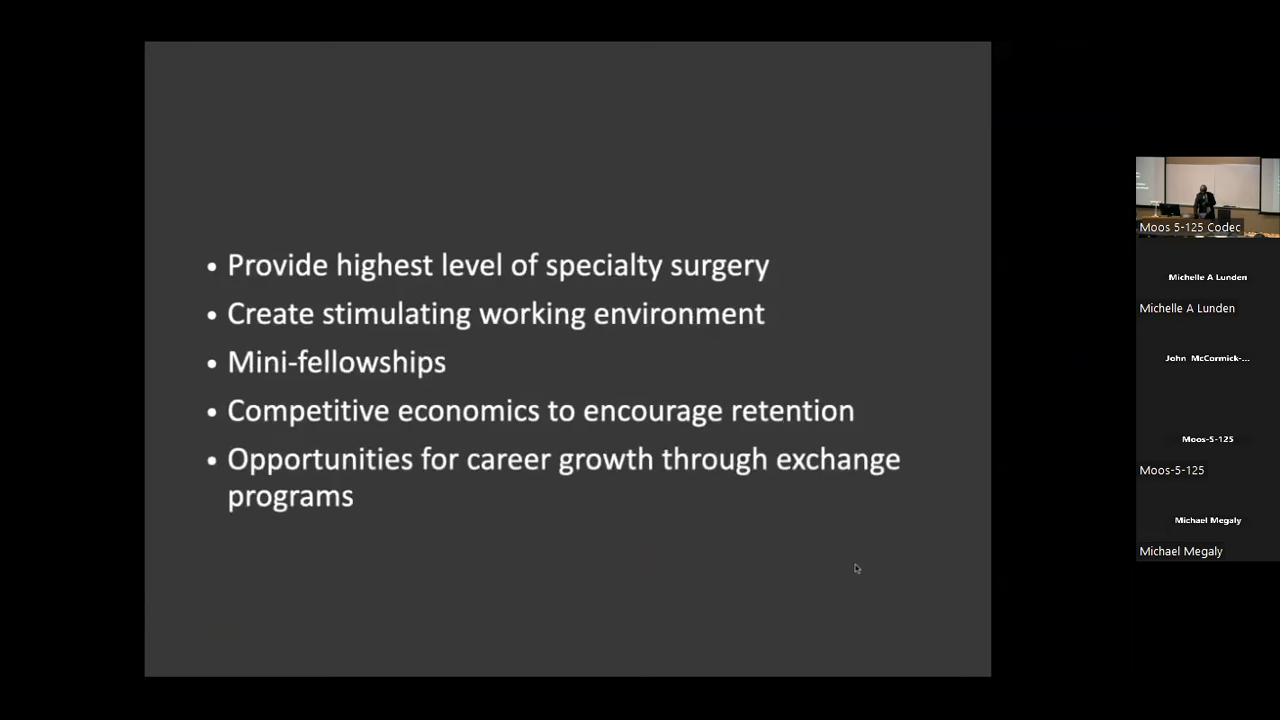 • Provide highest level of specialty surgery
• Create stimulating working environment
• Mini-fellowships
• Competitive economics to encourage retention
• Opportunities for career growth through exchange
programs
Moos 5-125 Codec
Michelle A Lunden
Michelle A Lunden
John McCormick-...
Moos-5-125
Moos-5-125
Michael Megaly
Michael Megaly